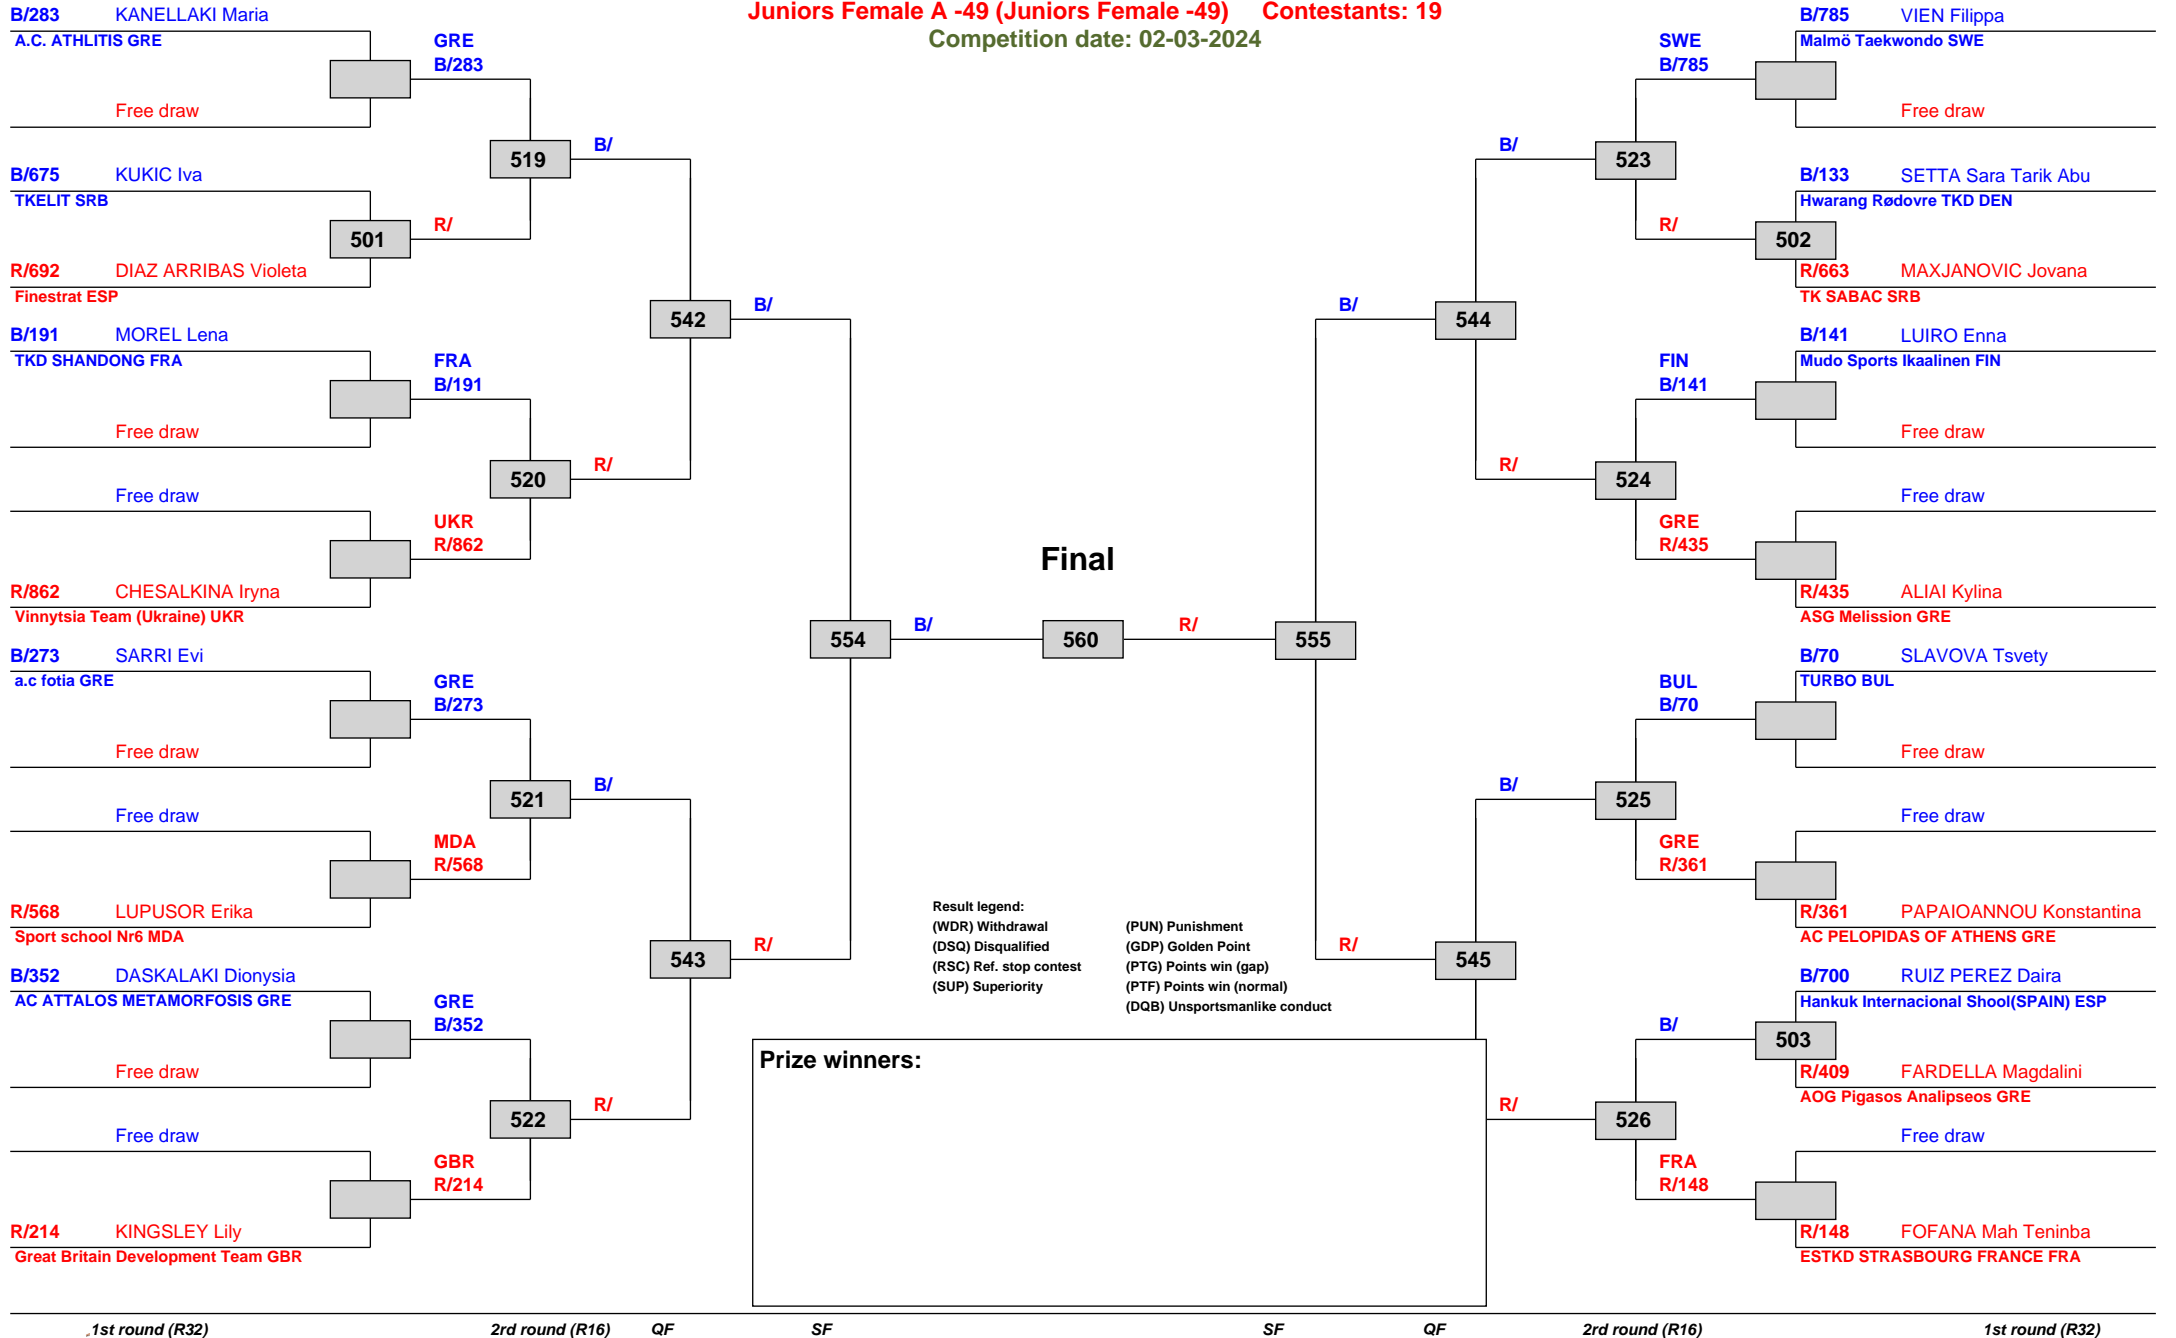 Juniors Female A -49 (Juniors Female -49) Contestants: 19
Competition date: 02-03-2024
B/283 KANELLAKI Maria
A.C. ATHLITIS GRE
GRE
B/283
Free draw
519
B/
B/675 KUKIC Iva
TKELIT SRB
501
R/
R/692 DIAZ ARRIBAS Violeta
Finestrat ESP
542
B/
B/191 MOREL Lena
TKD SHANDONG FRA
FRA
B/191
Free draw
520
R/
Free draw
UKR
R/862
R/862 CHESALKINA Iryna
Vinnytsia Team (Ukraine) UKR
554
B/
B/273 SARRI Evi
a.c fotia GRE
GRE
B/273
Free draw
521
B/
Free draw
MDA
R/568
R/568 LUPUSOR Erika
Sport school Nr6 MDA
543
R/
B/352 DASKALAKI Dionysia
AC ATTALOS METAMORFOSIS GRE
GRE
B/352
Free draw
522
R/
Free draw
GBR
R/214
R/214 KINGSLEY Lily
Great Britain Development Team GBR
Final
560
R/
555
B/785 VIEN Filippa
Malmö Taekwondo SWE
SWE
B/785
Free draw
B/
523
B/133 SETTA Sara Tarik Abu
Hwarang Rødovre TKD DEN
R/
502
R/663 MAXJANOVIC Jovana
TK SABAC SRB
B/
544
B/141 LUIRO Enna
Mudo Sports Ikaalinen FIN
FIN
B/141
Free draw
R/
524
Free draw
GRE
R/435
R/435 ALIAI Kylina
ASG Melission GRE
B/70 SLAVOVA Tsvety
TURBO BUL
BUL
B/70
Free draw
B/
525
Free draw
GRE
R/361
R/361 PAPAIOANNOU Konstantina
AC PELOPIDAS OF ATHENS GRE
R/
545
B/700 RUIZ PEREZ Daira
Hankuk Internacional Shool(SPAIN) ESP
B/
503
R/409 FARDELLA Magdalini
AOG Pigasos Analipseos GRE
R/
526
Free draw
FRA
R/148
R/148 FOFANA Mah Teninba
ESTKD STRASBOURG FRANCE FRA
Result legend:
(WDR) Withdrawal (PUN) Punishment
(DSQ) Disqualified (GDP) Golden Point
(RSC) Ref. stop contest (PTG) Points win (gap)
(SUP) Superiority (PTF) Points win (normal)
(DQB) Unsportsmanlike conduct
Prize winners:
1st round (R32) 2rd round (R16) QF SF SF QF 2rd round (R16) 1st round (R32)